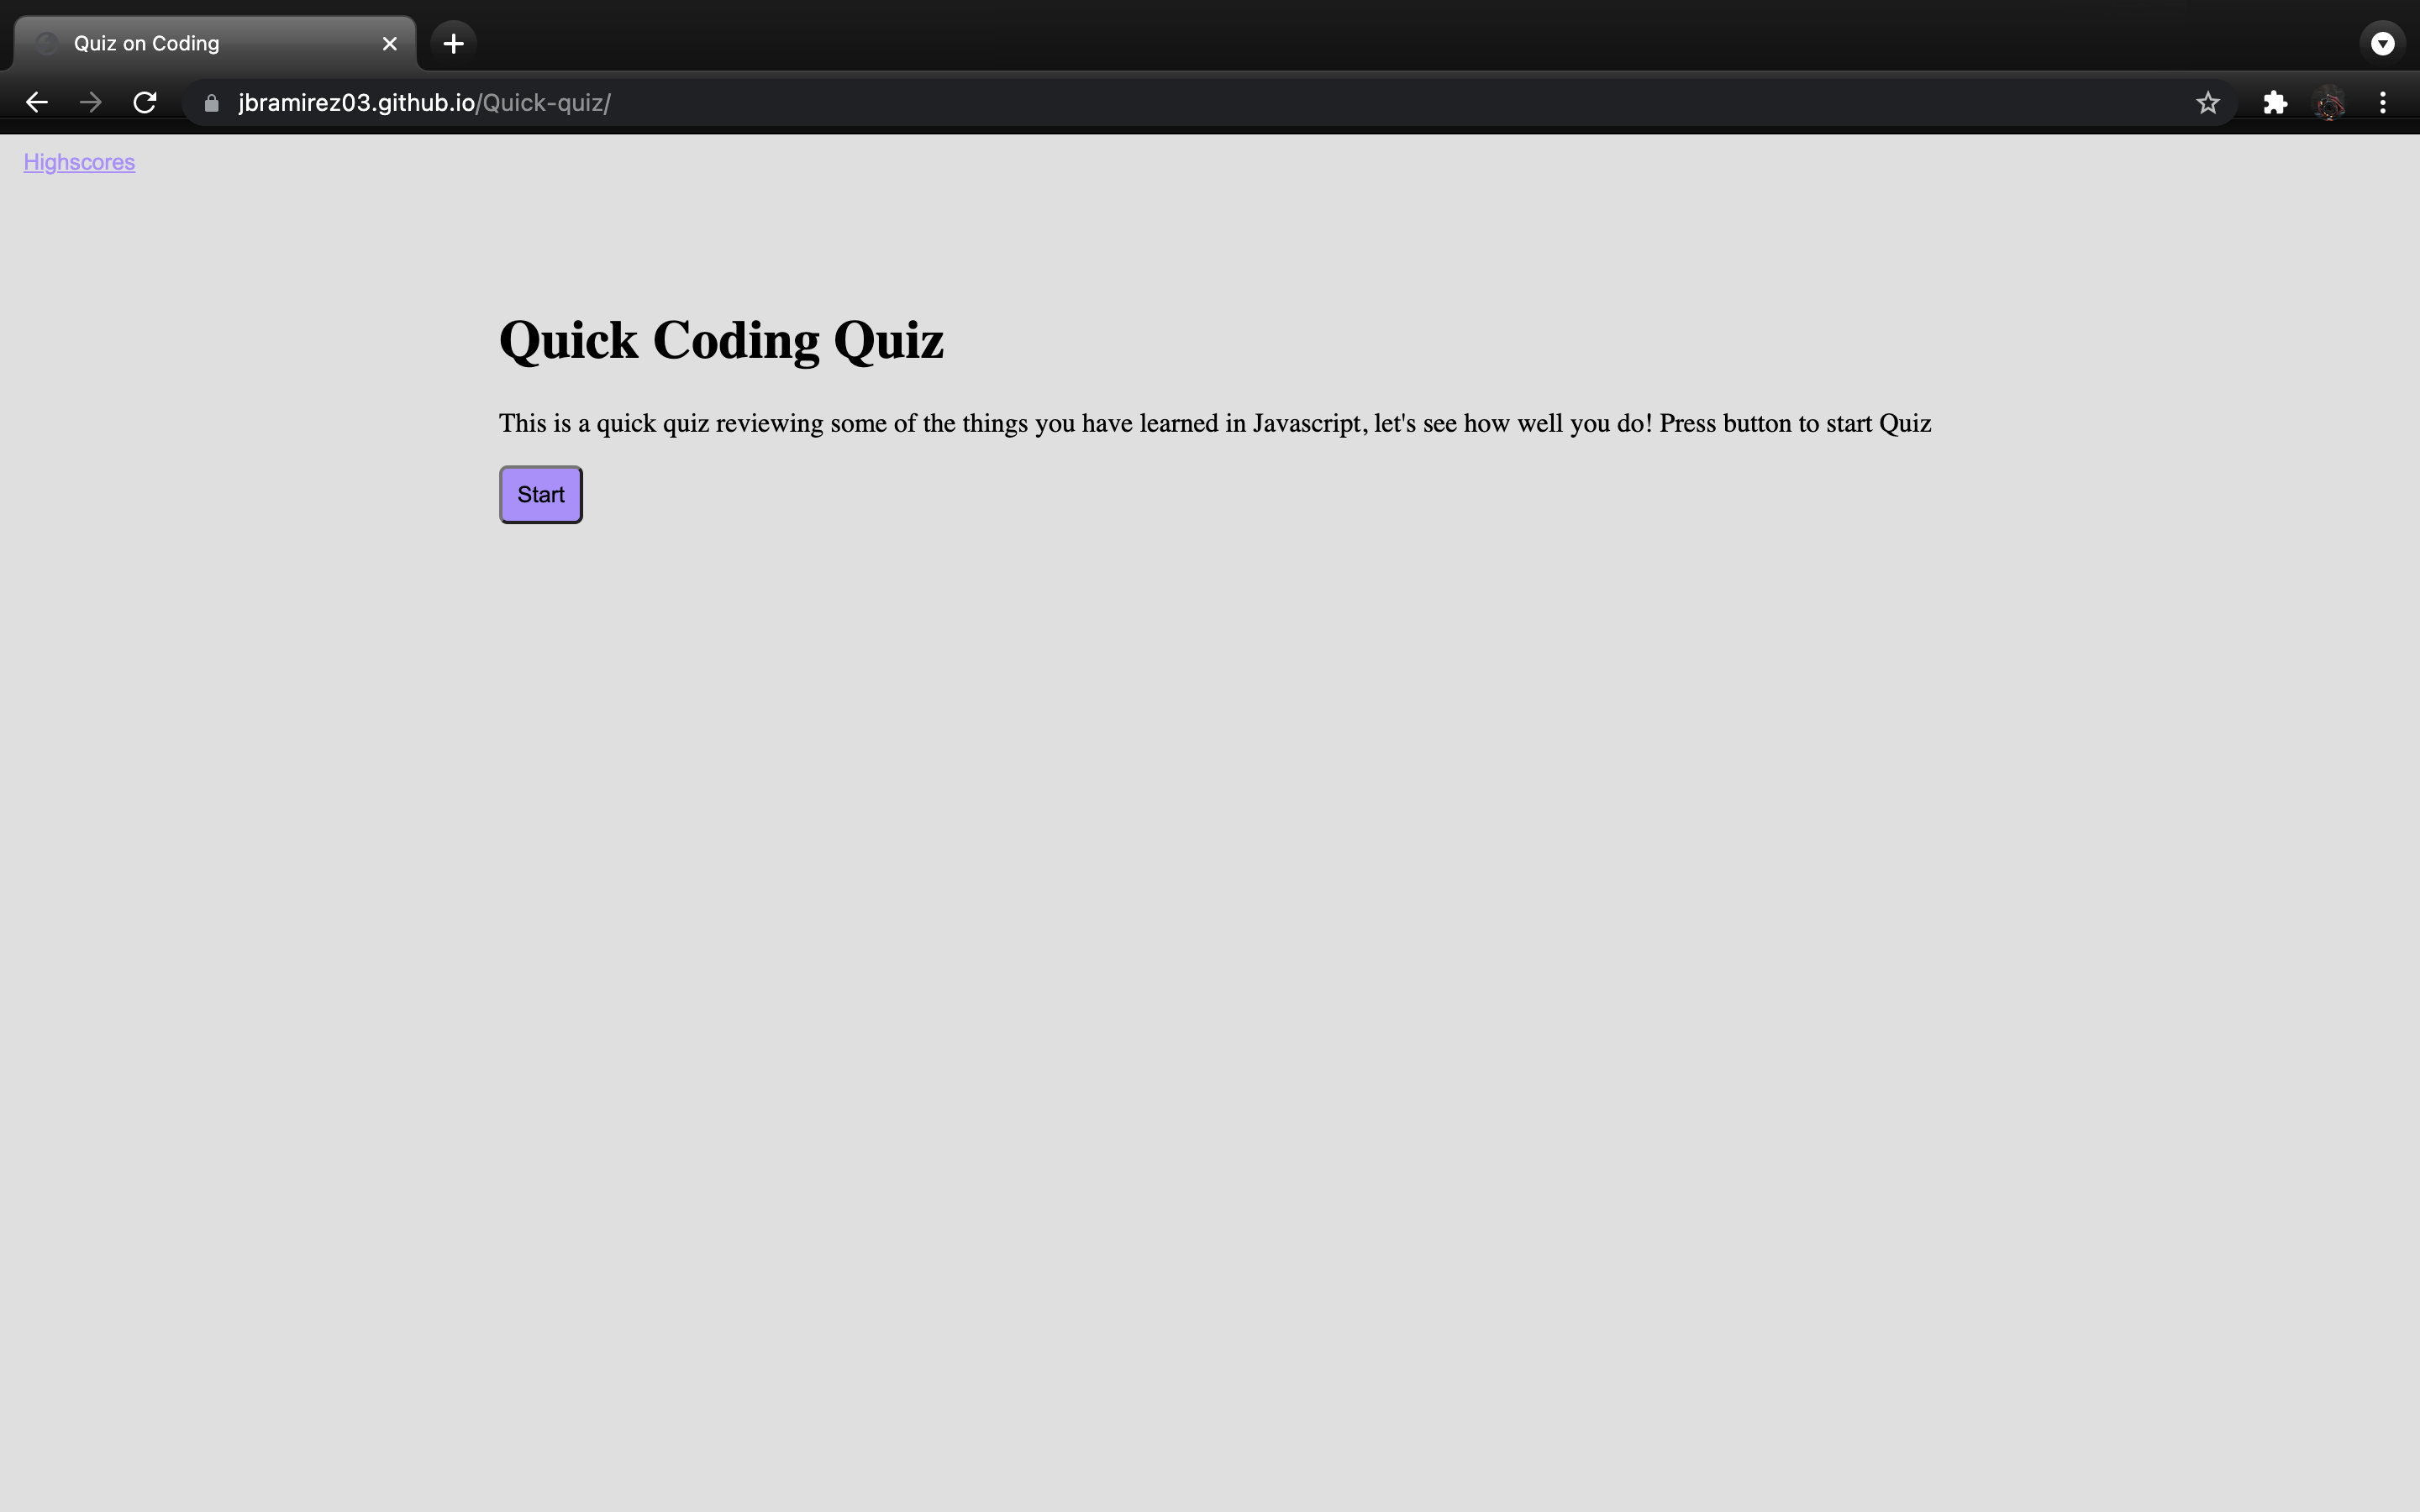 Quiz on Coding
jbramirez03.github.io/Quick-quiz/
Highscores
Quick Coding Quiz
This is a quick quiz reviewing some of the things you have learned in Javascript, let's see how well you do! Press button to start Quiz
Start